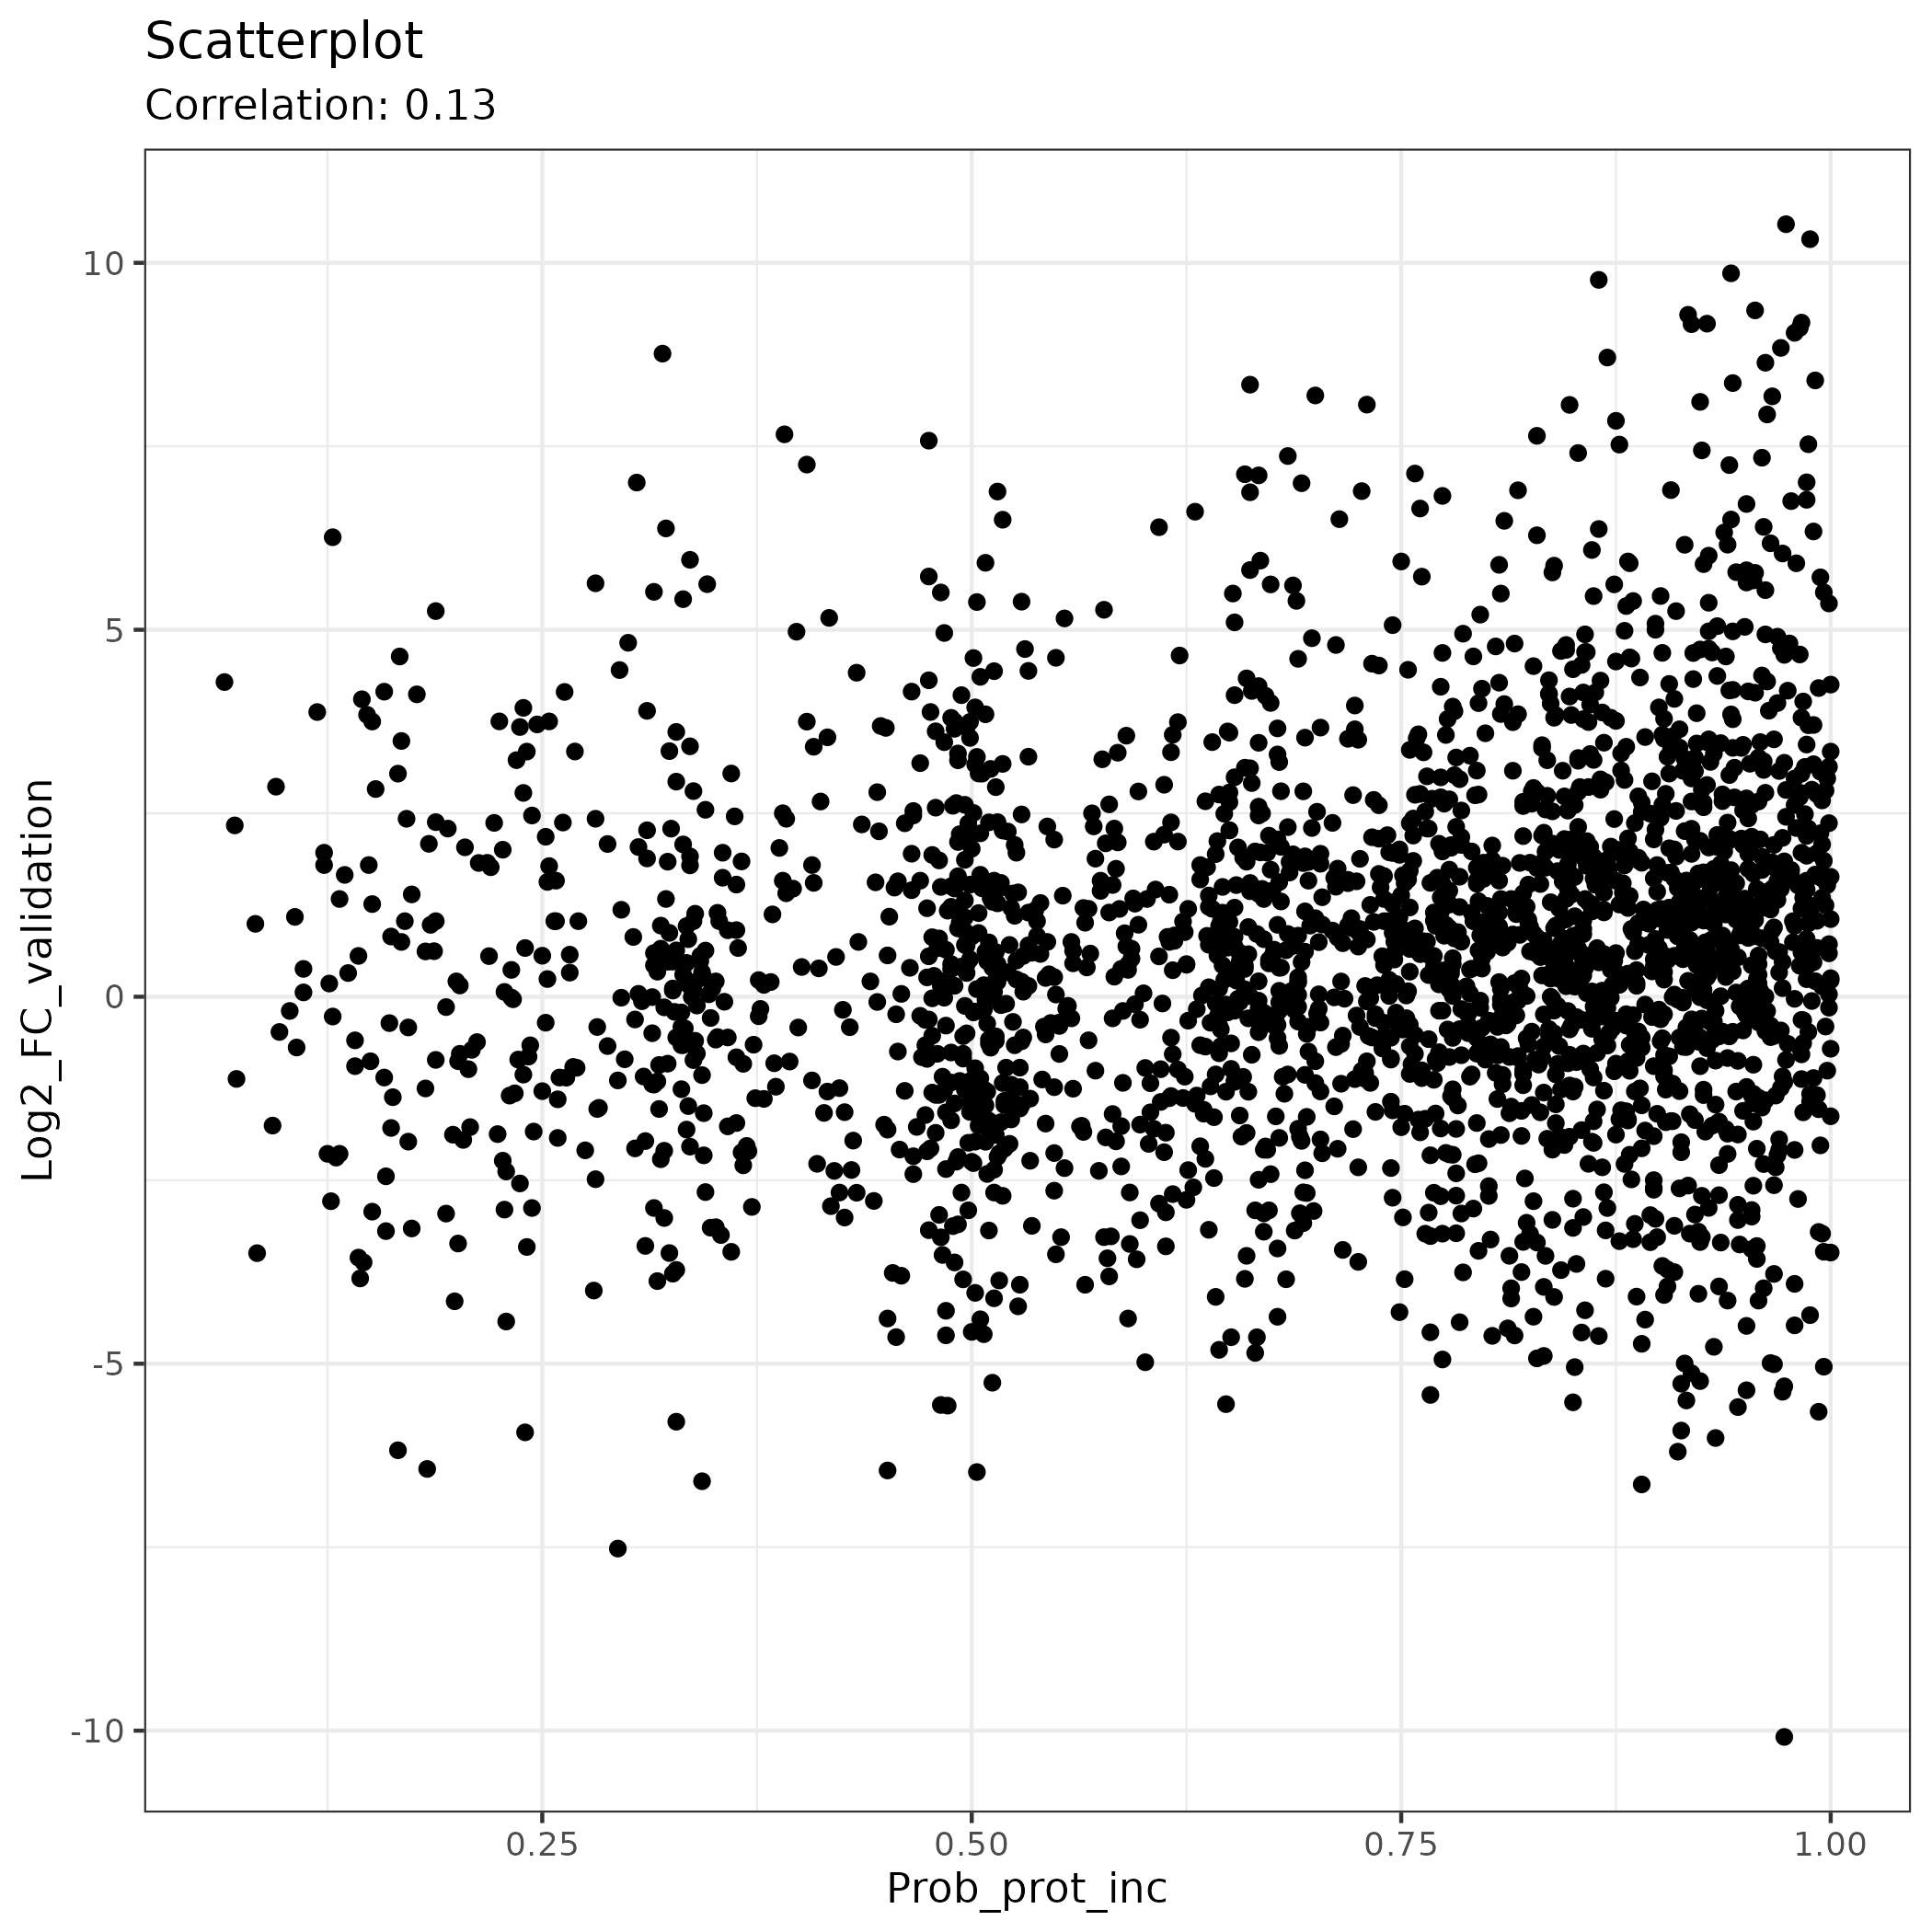 Scatterplot
Correlation: 0.13
10
5
0
-5
-10
Log2_FC_validation
0.25 0.50 0.75 1.00
Prob_prot_inc